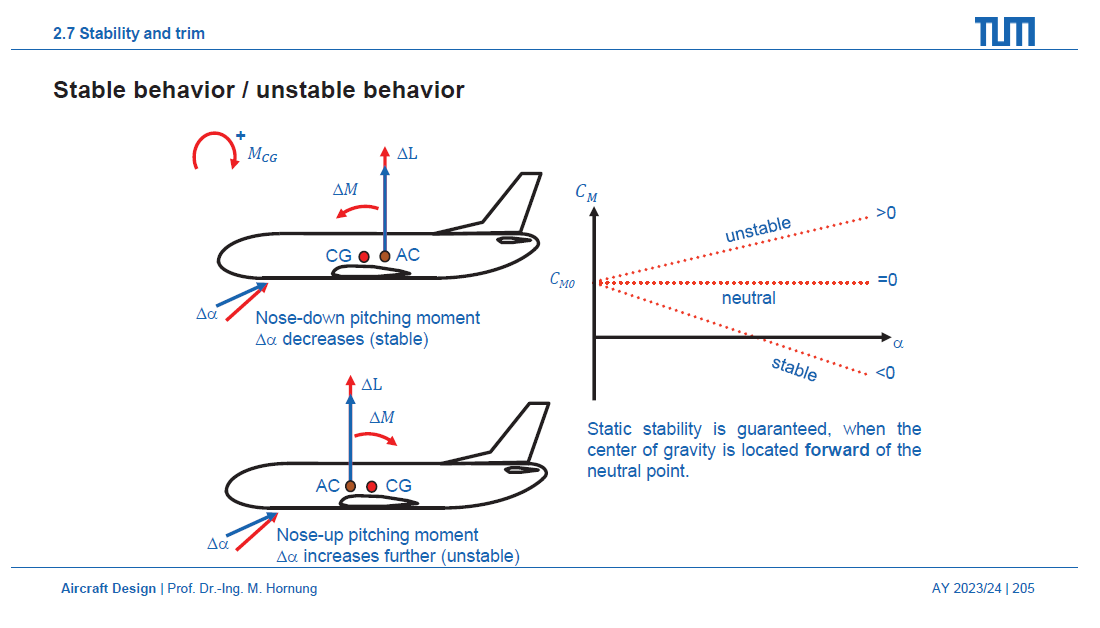 2.7 Stability and trim
TUM
Stable behavior / unstable behavior
+
M_CG
ΔL
ΔM
CG
AC
Δα
Nose-down pitching moment
Δα decreases (stable)
ΔL
ΔM
AC
CG
Δα
Nose-up pitching moment
Δα increases further (unstable)
C_M
C_M0
unstable
>0
neutral
=0
α
stable
<0
Static stability is guaranteed, when the
center of gravity is located forward of the
neutral point.
Aircraft Design | Prof. Dr.-Ing. M. Hornung
AY 2023/24 | 205